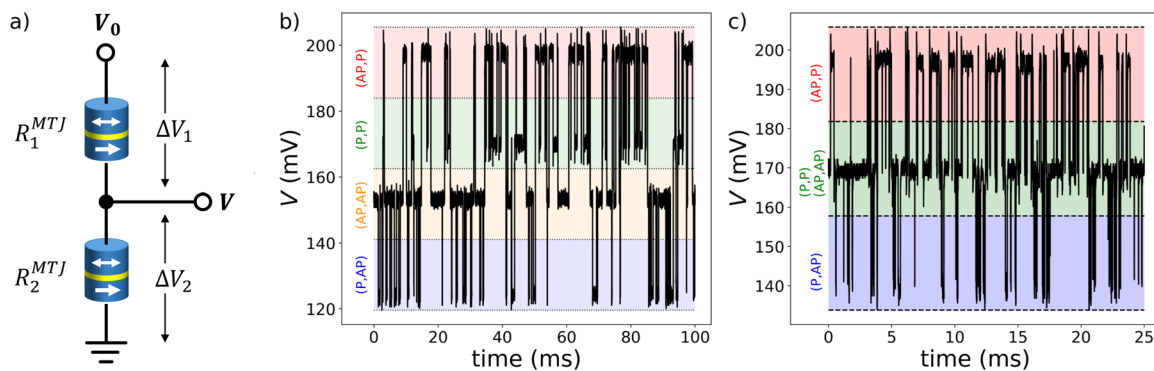 a)
V₀
R₁ᴹᵀᴶ
ΔV₁
V
R₂ᴹᵀᴶ
ΔV₂
b)
V (mV)
200
180
160
140
120
(AP,P)
(P,P)
(AP,AP)
(P,AP)
0 20 40 60 80 100
time (ms)
c)
V (mV)
200
190
180
170
160
150
140
(AP,P)
(P,P)
(AP,AP)
(P,AP)
0 5 10 15 20 25
time (ms)